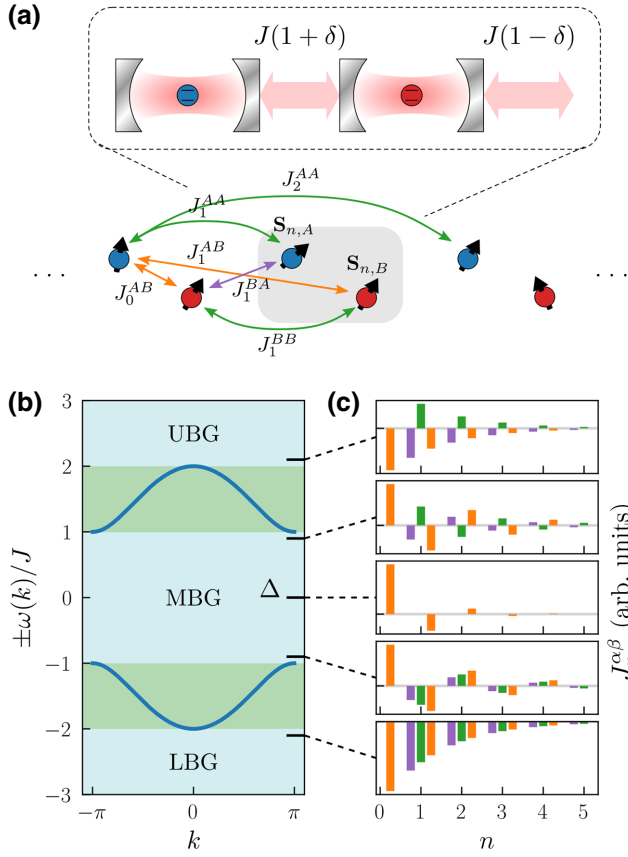 (a)
J(1 + δ)
J(1 − δ)
J_2^{AA}
J_1^{AA}
S_{n,A}
J_1^{AB}
S_{n,B}
. . .
. . .
J_0^{AB}
J_1^{BA}
J_1^{BB}
(b)
(c)
3
2
1
0
−1
−2
−3
±ω(k)/J
UBG
MBG
Δ
LBG
−π
0
π
k
J_n^{αβ} (arb. units)
0
1
2
3
4
5
n